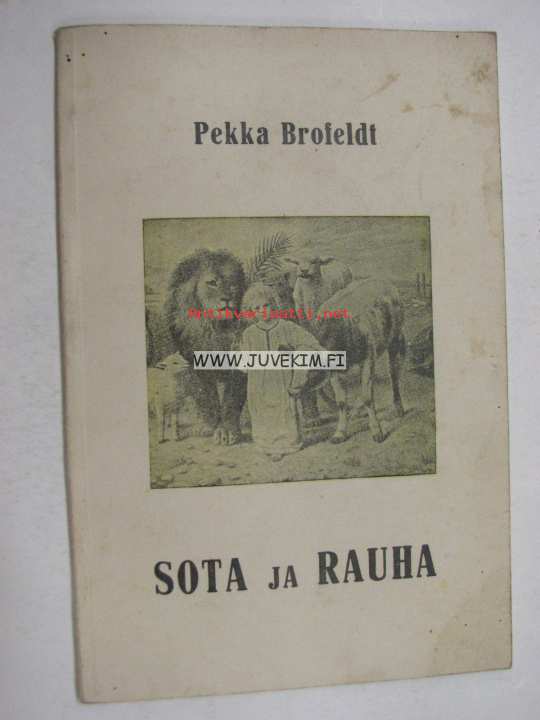 Pekka Brofeldt
Antikvariaatti.net
WWW.JUVEKIM.FI
SOTA JA RAUHA